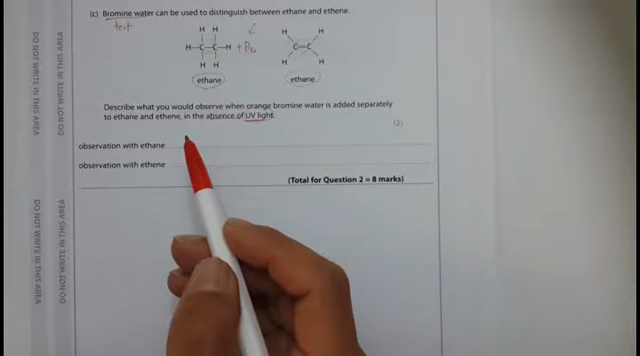 (c) Bromine water can be used to distinguish between ethane and ethene.
test
H H
H-C-C-H + Br
H H
H H
C=C
H H
ethane
ethene
Describe what you would observe when orange bromine water is added separately
to ethane and ethene, in the absence of UV light.
(2)
observation with ethane
observation with ethene
(Total for Question 2 = 8 marks)
DO NOT WRITE IN THIS AREA
DO NOT WRITE IN THIS AREA
DO NOT WRITE IN THIS AREA
DO NOT WRITE IN THIS AREA